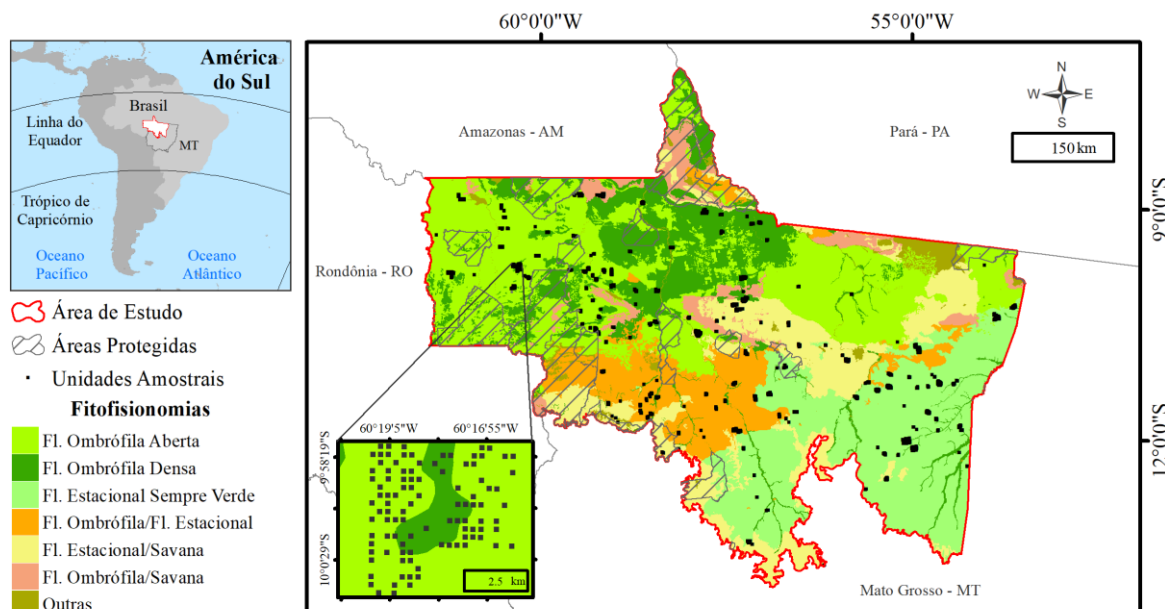 60°0'0"W
55°0'0"W
América
do Sul
Brasil
Linha do
Equador
MT
Trópico de
Capricórnio
Oceano
Pacífico
Oceano
Atlântico
Amazonas - AM
Pará - PA
N
W
E
S
150 km
9°0'0"S
Rondônia - RO
Área de Estudo
Áreas Protegidas
Unidades Amostrais
Fitofisionomias
Fl. Ombrófila Aberta
Fl. Ombrófila Densa
Fl. Estacional Sempre Verde
Fl. Ombrófila/Fl. Estacional
Fl. Estacional/Savana
Fl. Ombrófila/Savana
Outras
60°19'5"W
60°16'55"W
9°58'19"S
10°0'29"S
2.5 km
12°0'0"S
Mato Grosso - MT